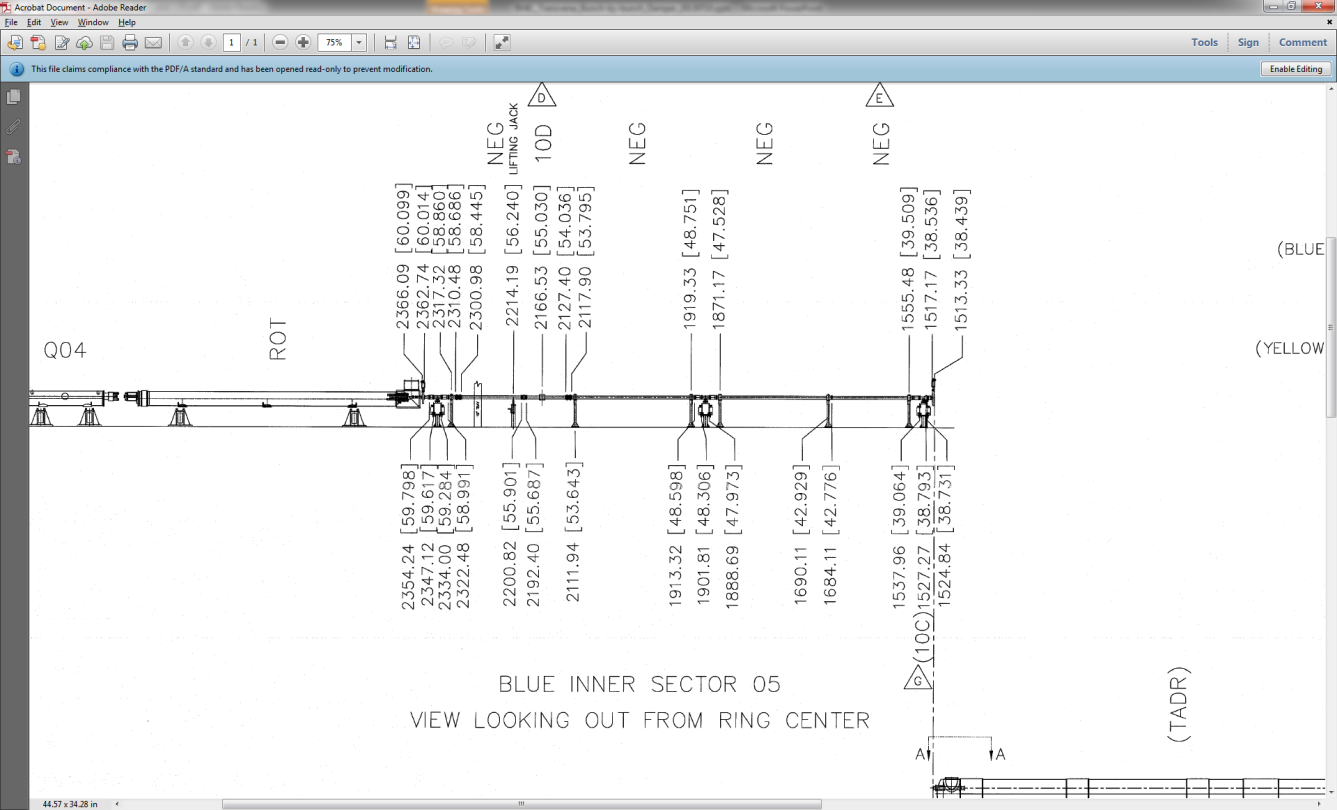 Acrobat Document - Adobe Reader
File Edit View Window Help
1 / 1 75% Tools Sign Comment
This file claims compliance with the PDF/A standard and has been opened read-only to prevent modification. Enable Editing
D E
NEG LIFTING JACK 10D NEG NEG NEG
2366.09 [60.099]
2362.74 [60.014]
2317.32 [58.860]
2310.48 [58.686]
2300.98 [58.445]
2214.19 [56.240]
2166.53 [55.030]
2127.40 [54.036]
2117.90 [53.795]
1919.33 [48.751]
1871.17 [47.528]
1555.48 [39.509]
1517.17 [38.536]
1513.33 [38.439]
(BLUE
Q04 ROT (YELLOW
2354.24 [59.798]
2347.12 [59.617]
2334.00 [59.284]
2322.48 [58.991]
2200.82 [55.901]
2192.40 [55.687]
2111.94 [53.643]
1913.32 [48.598]
1901.81 [48.306]
1888.69 [47.973]
1690.11 [42.929]
1684.11 [42.776]
1537.96 [39.064]
1527.27 [38.793]
1524.84 [38.731]
(10C)
G
BLUE INNER SECTOR 05
VIEW LOOKING OUT FROM RING CENTER
(TADR)
A A
44.57 x 34.28 in